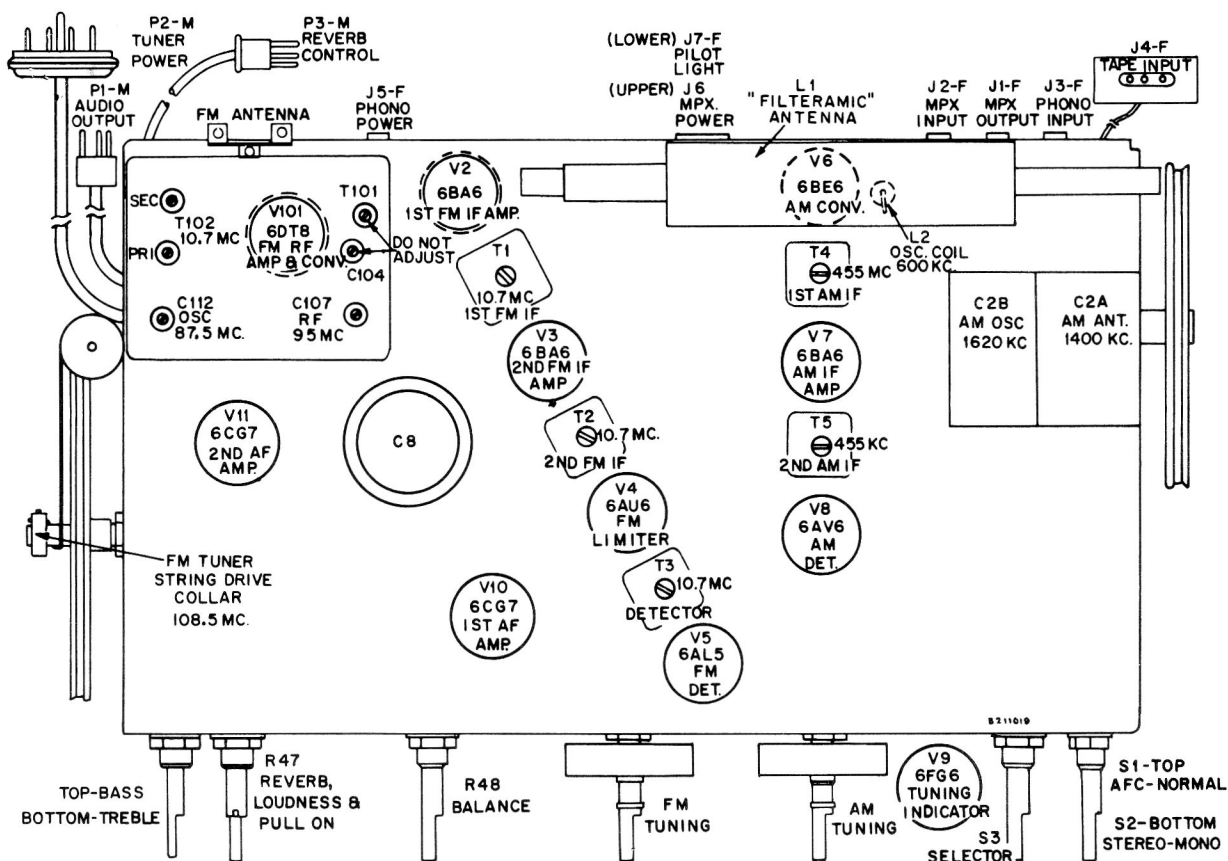 P2-M
TUNER
POWER
P3-M
REVERB
CONTROL
P1-M
AUDIO
OUTPUT
FM ANTENNA
J5-F
PHONO
POWER
(LOWER) J7-F
PILOT
LIGHT
(UPPER) J6
MPX.
POWER
L1
"FILTERAMIC"
ANTENNA
J2-F
MPX
INPUT
J1-F
MPX
OUTPUT
J3-F
PHONO
INPUT
J4-F
TAPE INPUT
SEC
T102
10.7 MC
PRI
V101
6DT8
FM RF
AMP & CONV.
T101
DO NOT
ADJUST
C104
C112
OSC
87.5 MC.
C107
RF
95 MC
V2
6BA6
1ST FM IF AMP.
T1
10.7 MC
1ST FM IF
V3
6BA6
2ND FM IF
AMP
T2
10.7 MC.
2ND FM IF
V4
6AU6
FM
LIMITER
T3
10.7 MC
DETECTOR
V5
6AL5
FM
DET.
V6
6BE6
AM CONV.
L2
OSC. COIL
600 KC.
T4
455 MC
1ST AM IF
V7
6BA6
AM IF
AMP
T5
455 KC
2ND AM IF
V8
6AV6
AM
DET.
C2B
AM OSC
1620 KC
C2A
AM ANT.
1400 KC.
V11
6CG7
2ND AF
AMP.
C8
V10
6CG7
1ST AF
AMP.
FM TUNER
STRING DRIVE
COLLAR
108.5 MC.
B211019
TOP-BASS
BOTTOM-TREBLE
R47
REVERB,
LOUDNESS &
PULL ON
R48
BALANCE
FM
TUNING
AM
TUNING
V9
6FG6
TUNING
INDICATOR
S3
SELECTOR
S1-TOP
AFC-NORMAL
S2-BOTTOM
STEREO-MONO